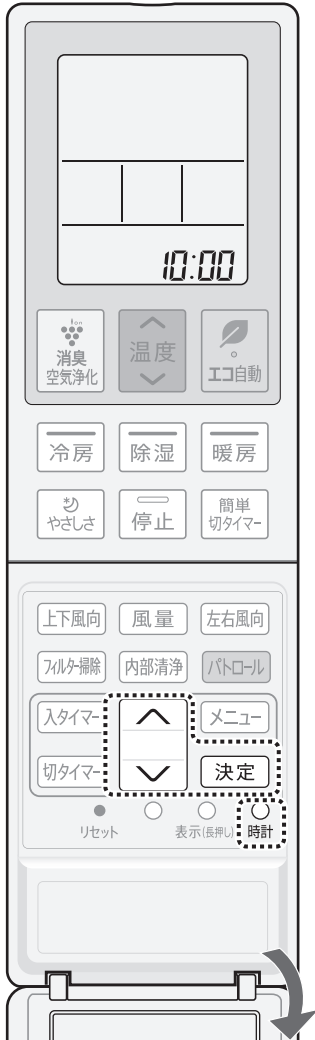 10:00
ion
消臭
空気浄化
温度
エコ自動
冷房
除湿
暖房
やさしさ
停止
簡単
切タイマー
上下風向
風量
左右風向
フィルター掃除
内部清浄
パトロール
入タイマー
メニュー
切タイマー
決定
リセット
表示(長押し)
時計